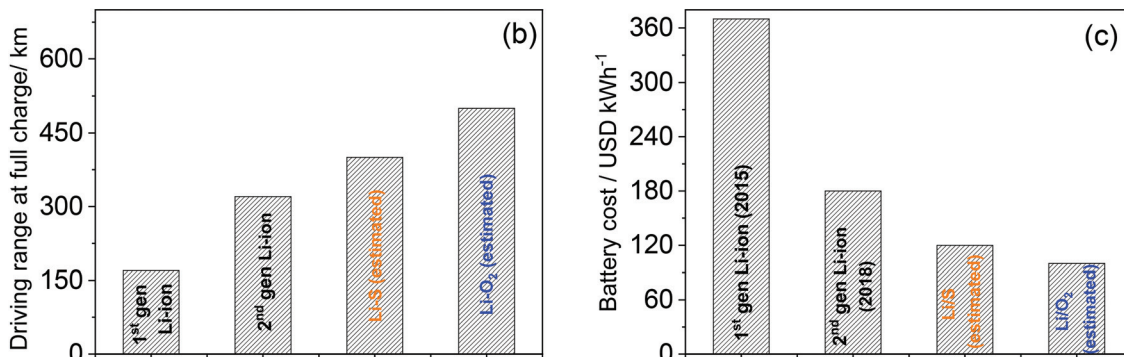 Driving range at full charge/ km
600
450
300
150
0
(b)
1st gen
Li-ion
2nd gen Li-ion
Li-S (estimated)
Li-O2 (estimated)
Battery cost / USD kWh-1
360
300
240
180
120
60
0
(c)
1st gen Li-ion (2015)
2nd gen Li-ion
(2018)
Li/S
(estimated)
Li/O2
(estimated)